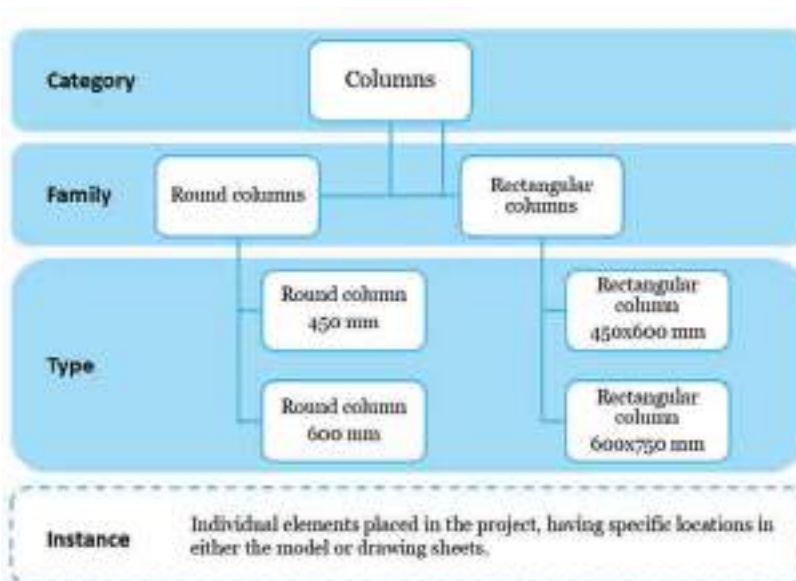 Category
Columns
Family
Round columns
Rectangular
columns
Type
Round column
450 mm
Rectangular
column
450x600 mm
Round column
600 mm
Rectangular
column
600x750 mm
Instance
Individual elements placed in the project, having specific locations in
either the model or drawing sheets.